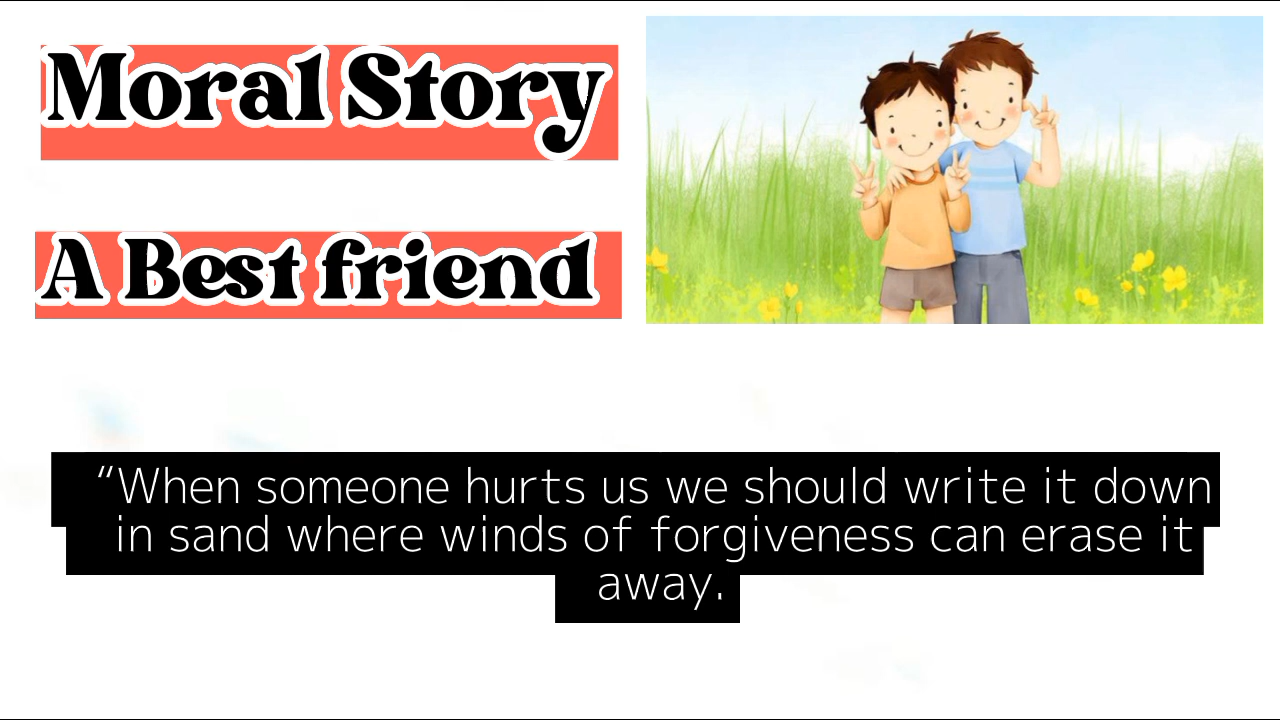 Moral Story
A Best friend
“When someone hurts us we should write it down
in sand where winds of forgiveness can erase it
away.